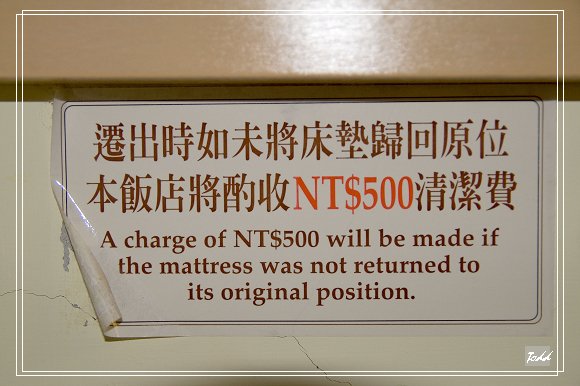 遷出時如未將床墊歸回原位
本飯店將酌收NT$500清潔費
A charge of NT$500 will be made if
the mattress was not returned to
its original position.
Todd